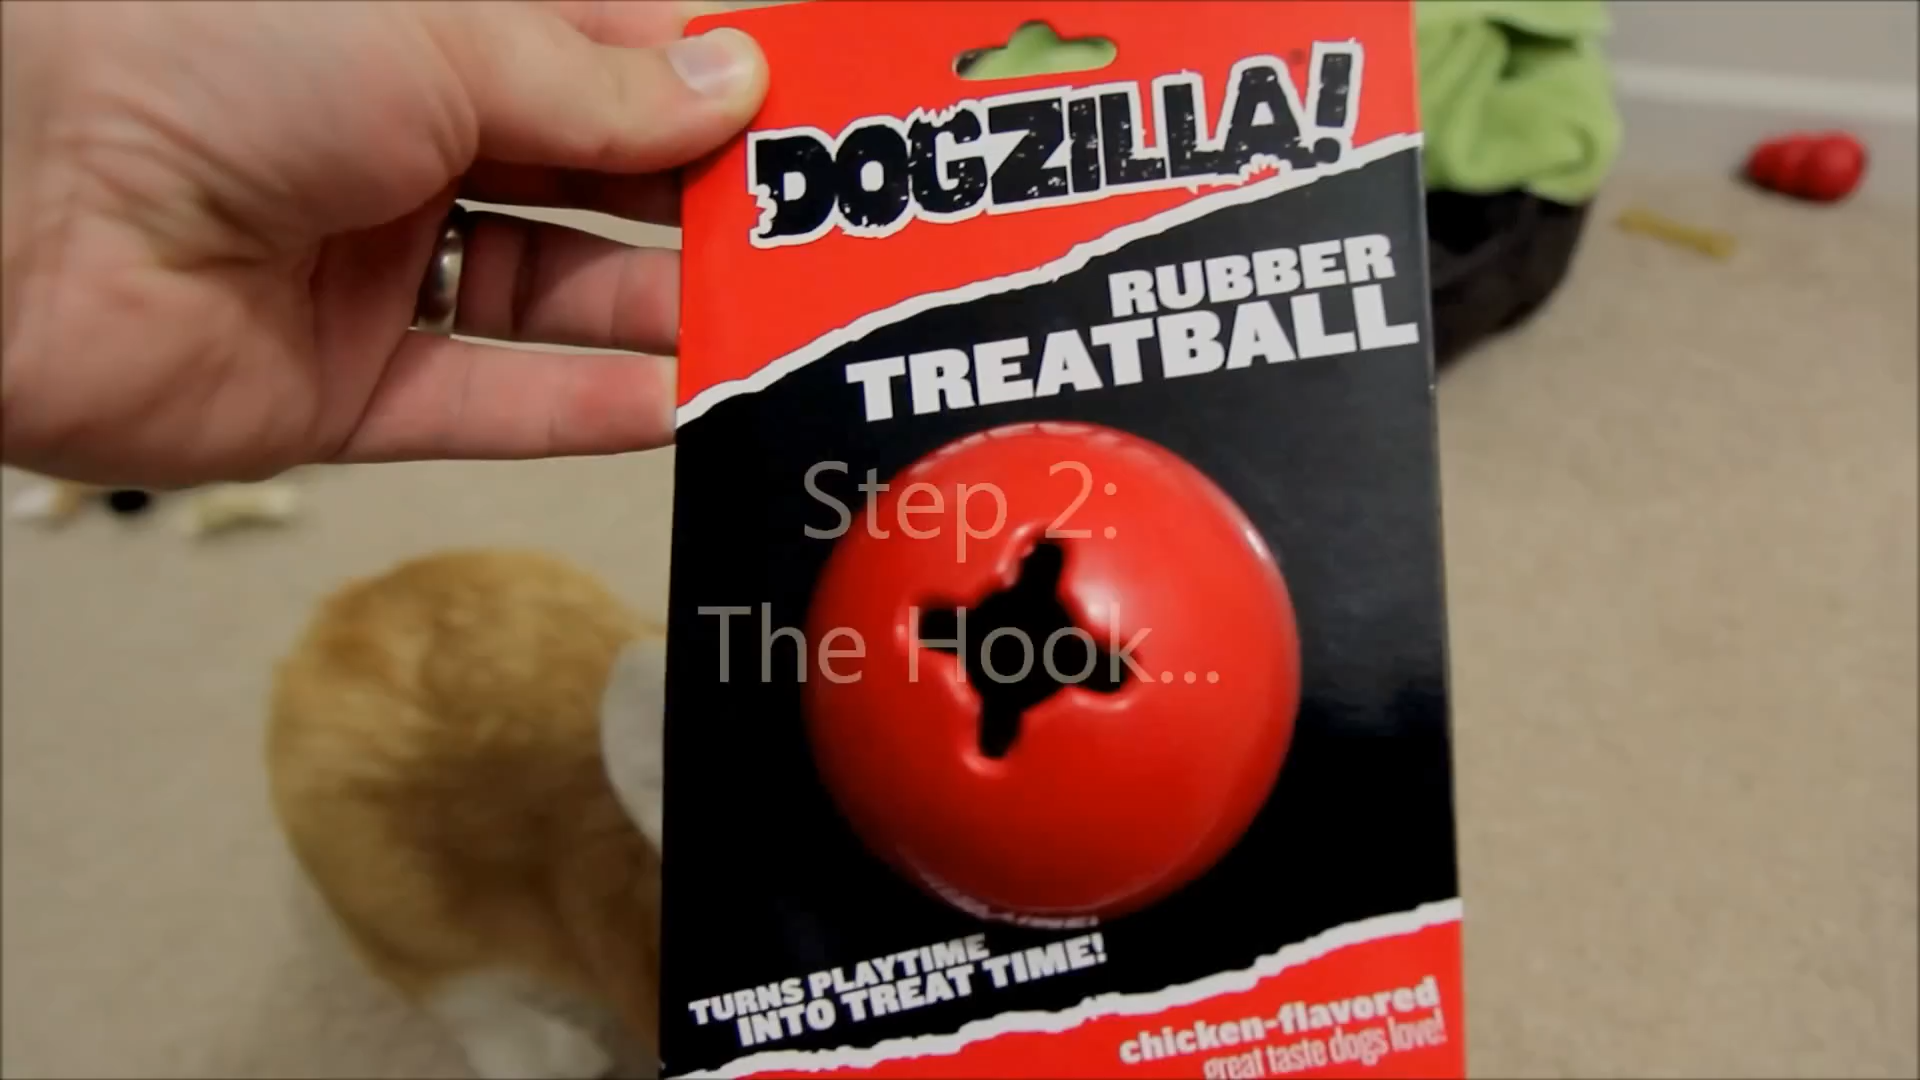 DOGZILLA!
RUBBER
TREATBALL
Step 2:
The Hook...
TURNS PLAYTIME
INTO TREAT TIME!
chicken-flavored
great taste dogs love!